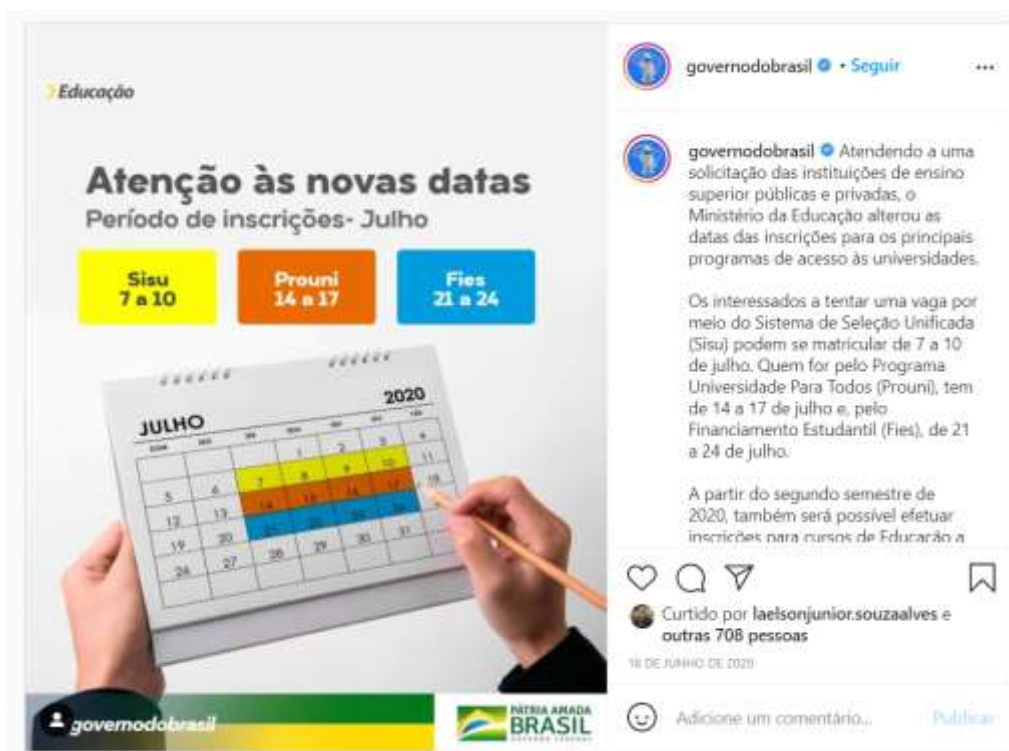 Educação
Atenção às novas datas
Período de inscrições- Julho
Sisu
7 a 10
Prouni
14 a 17
Fies
21 a 24
JULHO
2020
1 2 3 4
5 6 7 8 9 10 11
12 13 14 15 16 17 18
19 20 21 22 23 24
26 27 28 29 30 31
governodobrasil
PÁTRIA AMADA
BRASIL
GOVERNO FEDERAL
governodobrasil • Seguir
governodobrasil Atendendo a uma
solicitação das instituições de ensino
superior públicas e privadas, o
Ministério da Educação alterou as
datas das inscrições para os principais
programas de acesso às universidades.
Os interessados a tentar uma vaga por
meio do Sistema de Seleção Unificada
(Sisu) podem se matricular de 7 a 10
de julho. Quem for pelo Programa
Universidade Para Todos (Prouni), tem
de 14 a 17 de julho e, pelo
Financiamento Estudantil (Fies), de 21
a 24 de julho.
A partir do segundo semestre de
2020, também será possível efetuar
inscrições para cursos de Educação a
Curtido por laelsonjunior.souzaalves e
outras 708 pessoas
18 DE JUNHO DE 2020
Adicione um comentário... Publicar